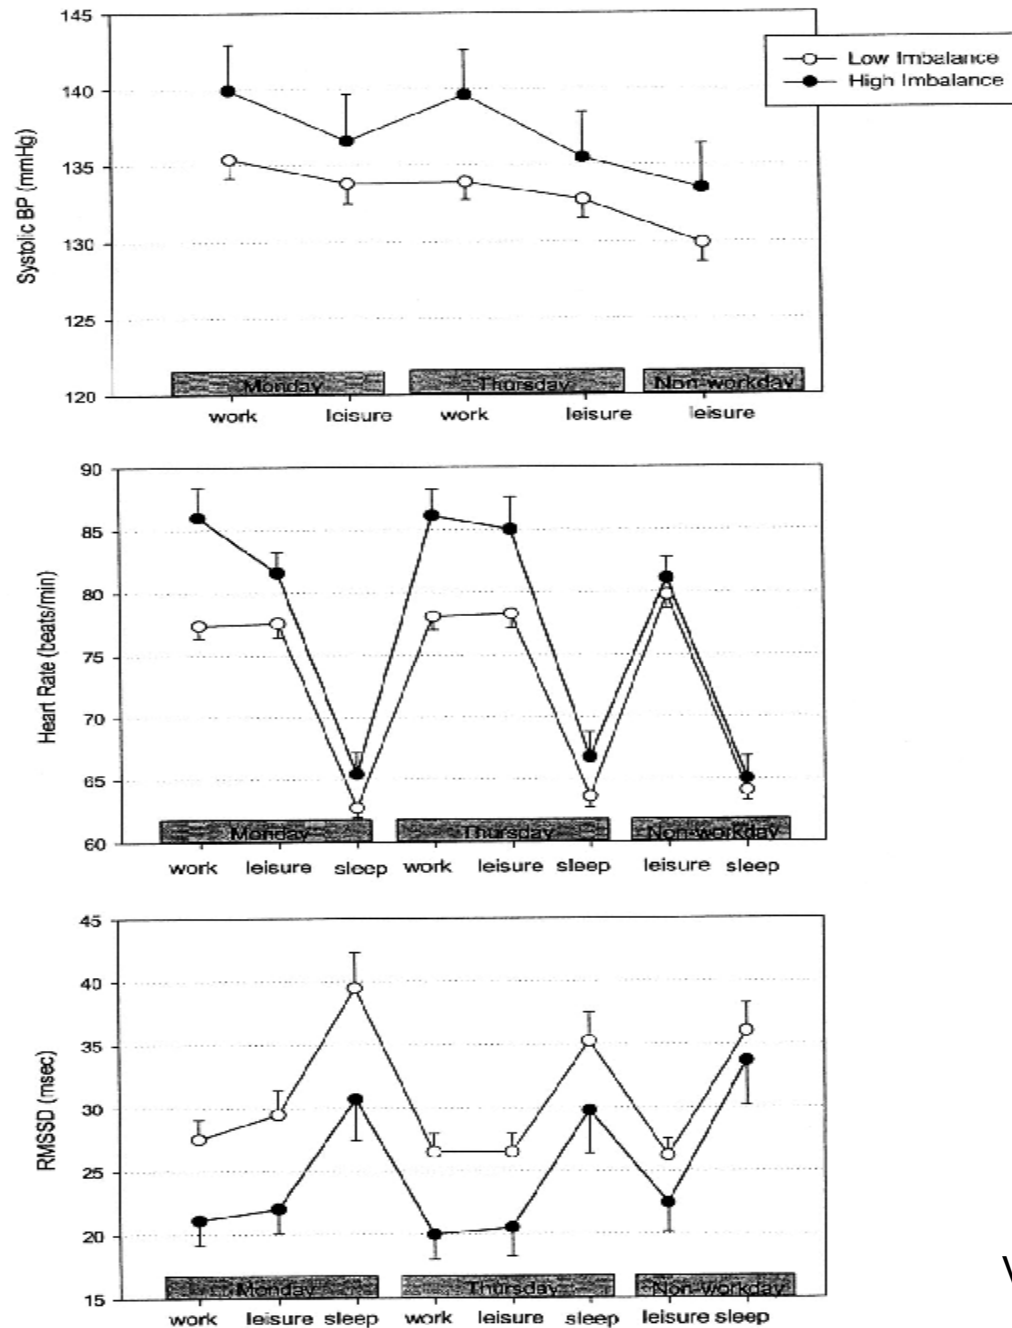 145
140
135
130
125
120
Systolic BP (mmHg)
Low Imbalance
High Imbalance
Monday Thursday Non-workday
work leisure work leisure leisure
90
85
80
75
70
65
60
Heart Rate (beats/min)
Monday Thursday Non-workday
work leisure sleep work leisure sleep leisure sleep
45
40
35
30
25
20
15
RMSSD (msec)
Monday Thursday Non-workday
work leisure sleep work leisure sleep leisure sleep